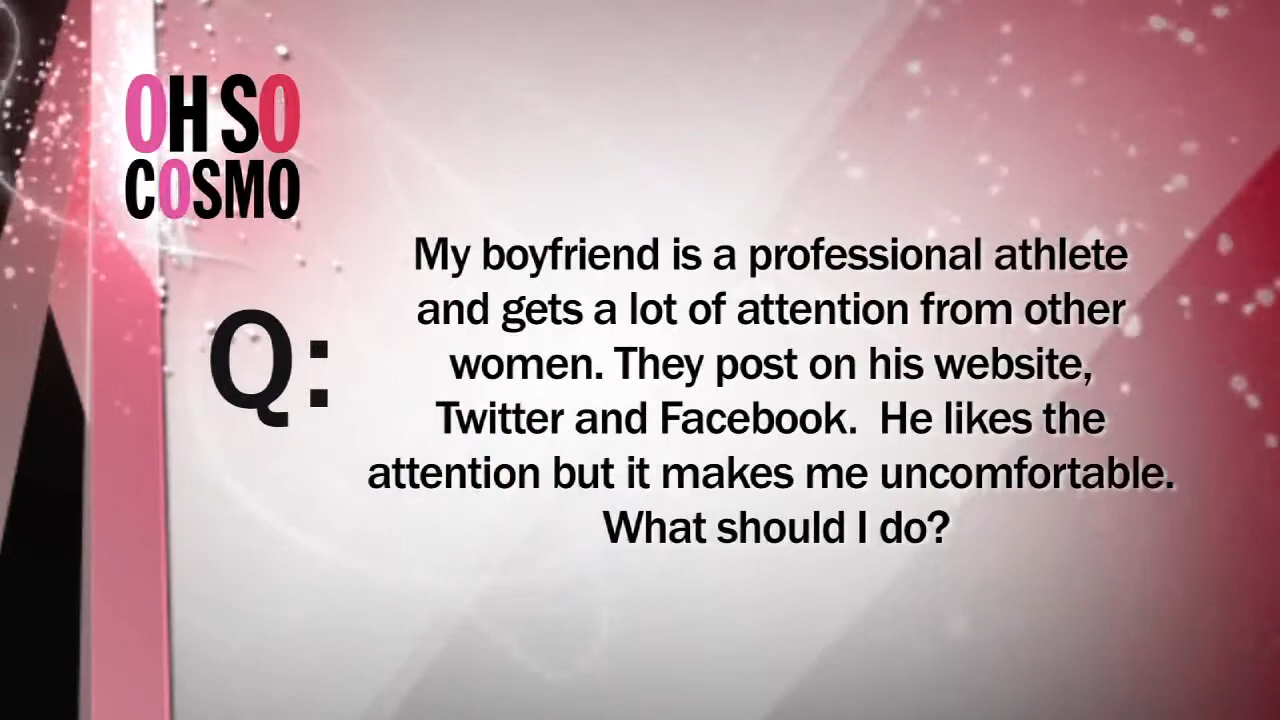 OH SO
COSMO
Q:
My boyfriend is a professional athlete
and gets a lot of attention from other
women. They post on his website,
Twitter and Facebook.  He likes the
attention but it makes me uncomfortable.
What should I do?